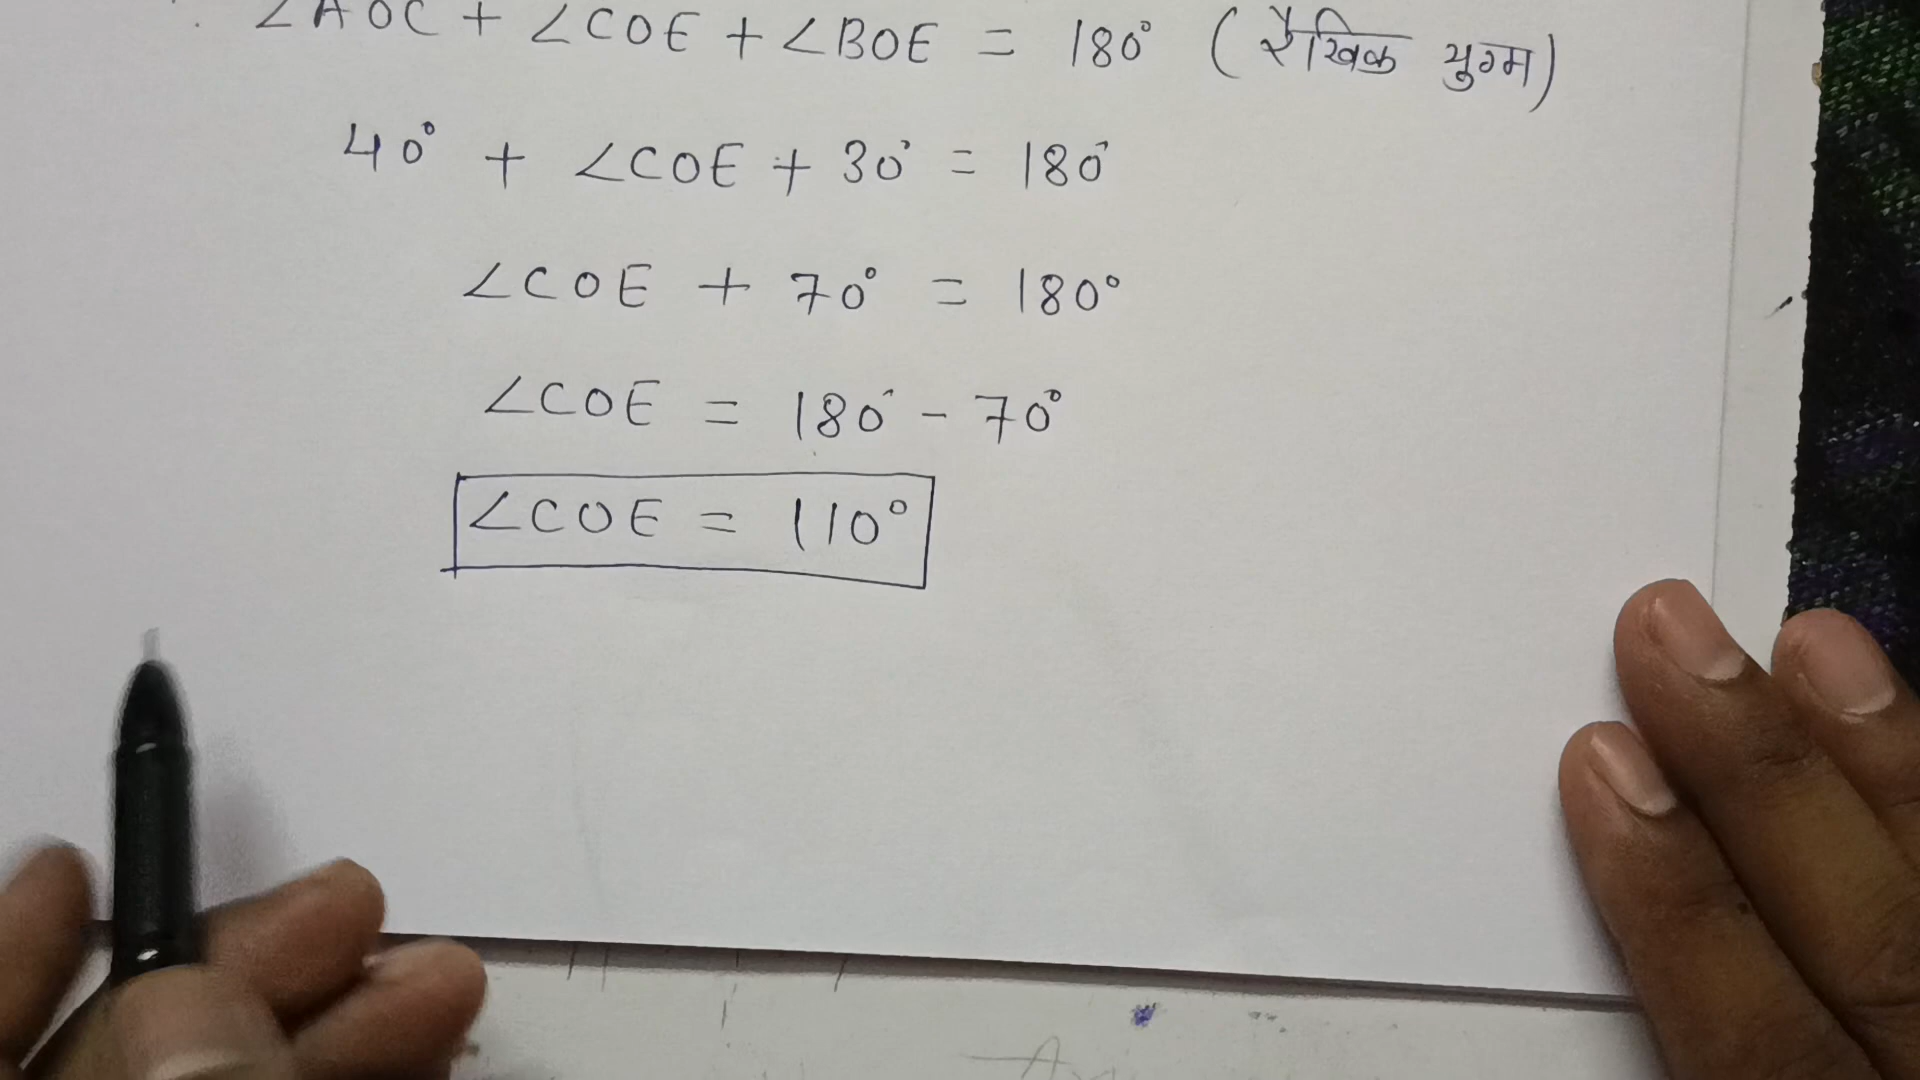 ∠AOC + ∠COE + ∠BOE = 180° (रैखिक युग्म)
40° + ∠COE + 30° = 180°
∠COE + 70° = 180°
∠COE = 180° - 70°
∠COE = 110°